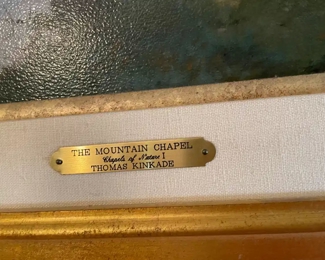 THE MOUNTAIN CHAPEL
Chapels of Nature I
THOMAS KINKADE